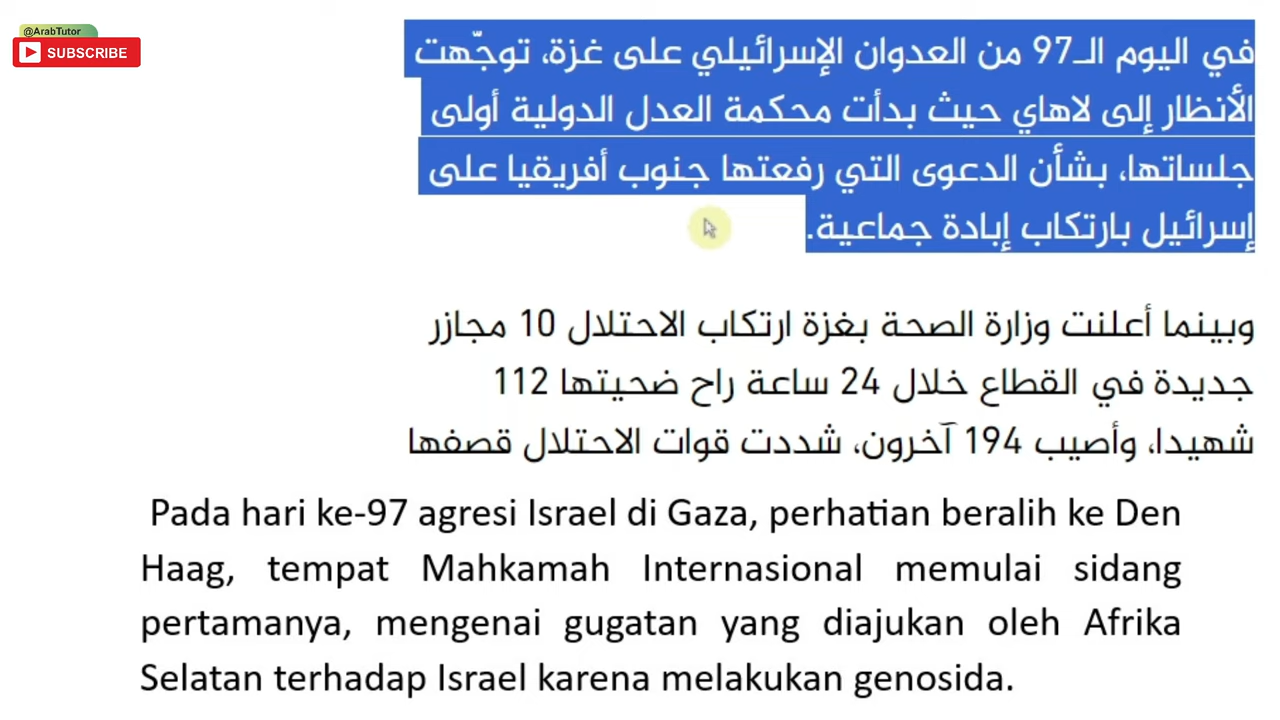 @ArabTutor
SUBSCRIBE
في اليوم الـ97 من العدوان الإسرائيلي على غزة، توجّهت
الأنظار إلى لاهاي حيث بدأت محكمة العدل الدولية أولى
جلساتها، بشأن الدعوى التي رفعتها جنوب أفريقيا على
إسرائيل بارتكاب إبادة جماعية.
وبينما أعلنت وزارة الصحة بغزة ارتكاب الاحتلال 10 مجازر
جديدة في القطاع خلال 24 ساعة راح ضحيتها 112
شهيدا، وأصيب 194 آخرون، شددت قوات الاحتلال قصفها
Pada hari ke-97 agresi Israel di Gaza, perhatian beralih ke Den
Haag, tempat Mahkamah Internasional memulai sidang
pertamanya, mengenai gugatan yang diajukan oleh Afrika
Selatan terhadap Israel karena melakukan genosida.